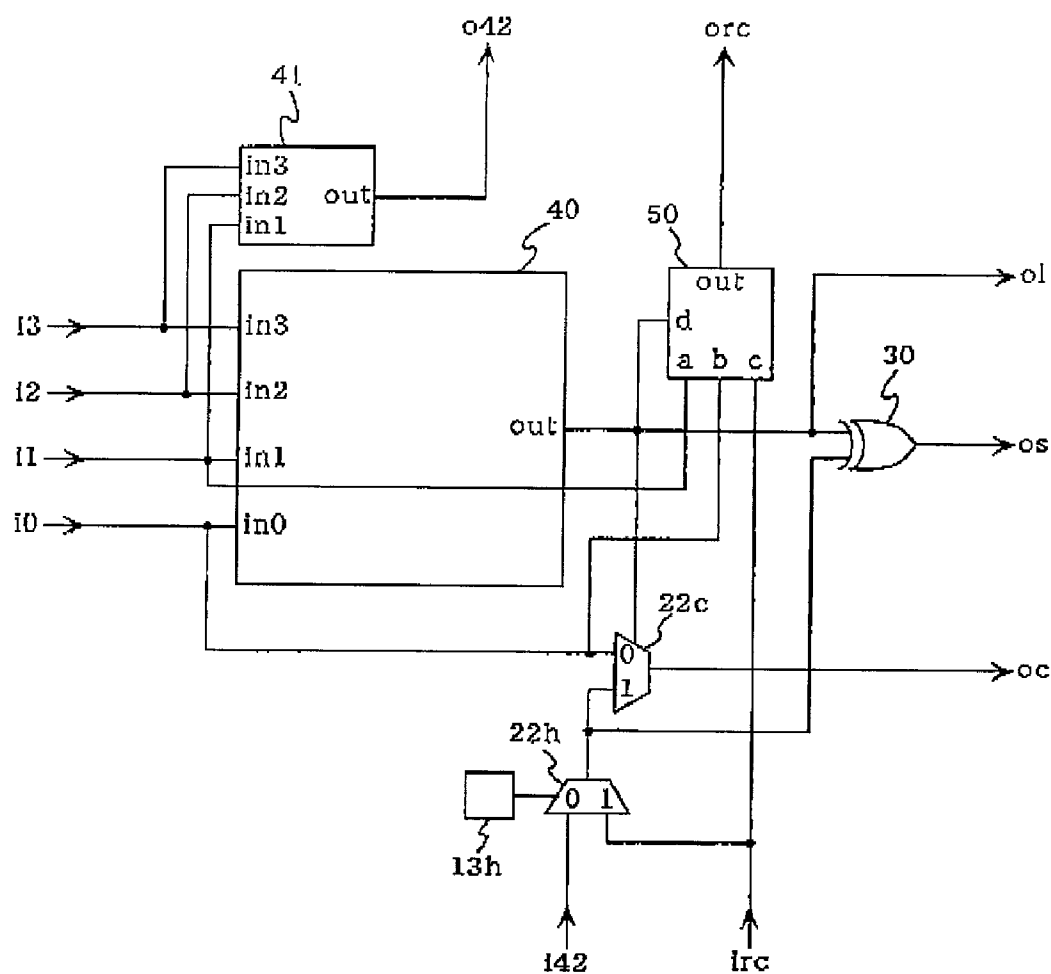 o42
orc
41
in3
in2
in1
out
40
50
out
d
a b c
i3
in3
i2
in2
i1
in1
i0
in0
out
ol
30
os
22c
0
1
oc
22h
0 1
13h
i42
irc